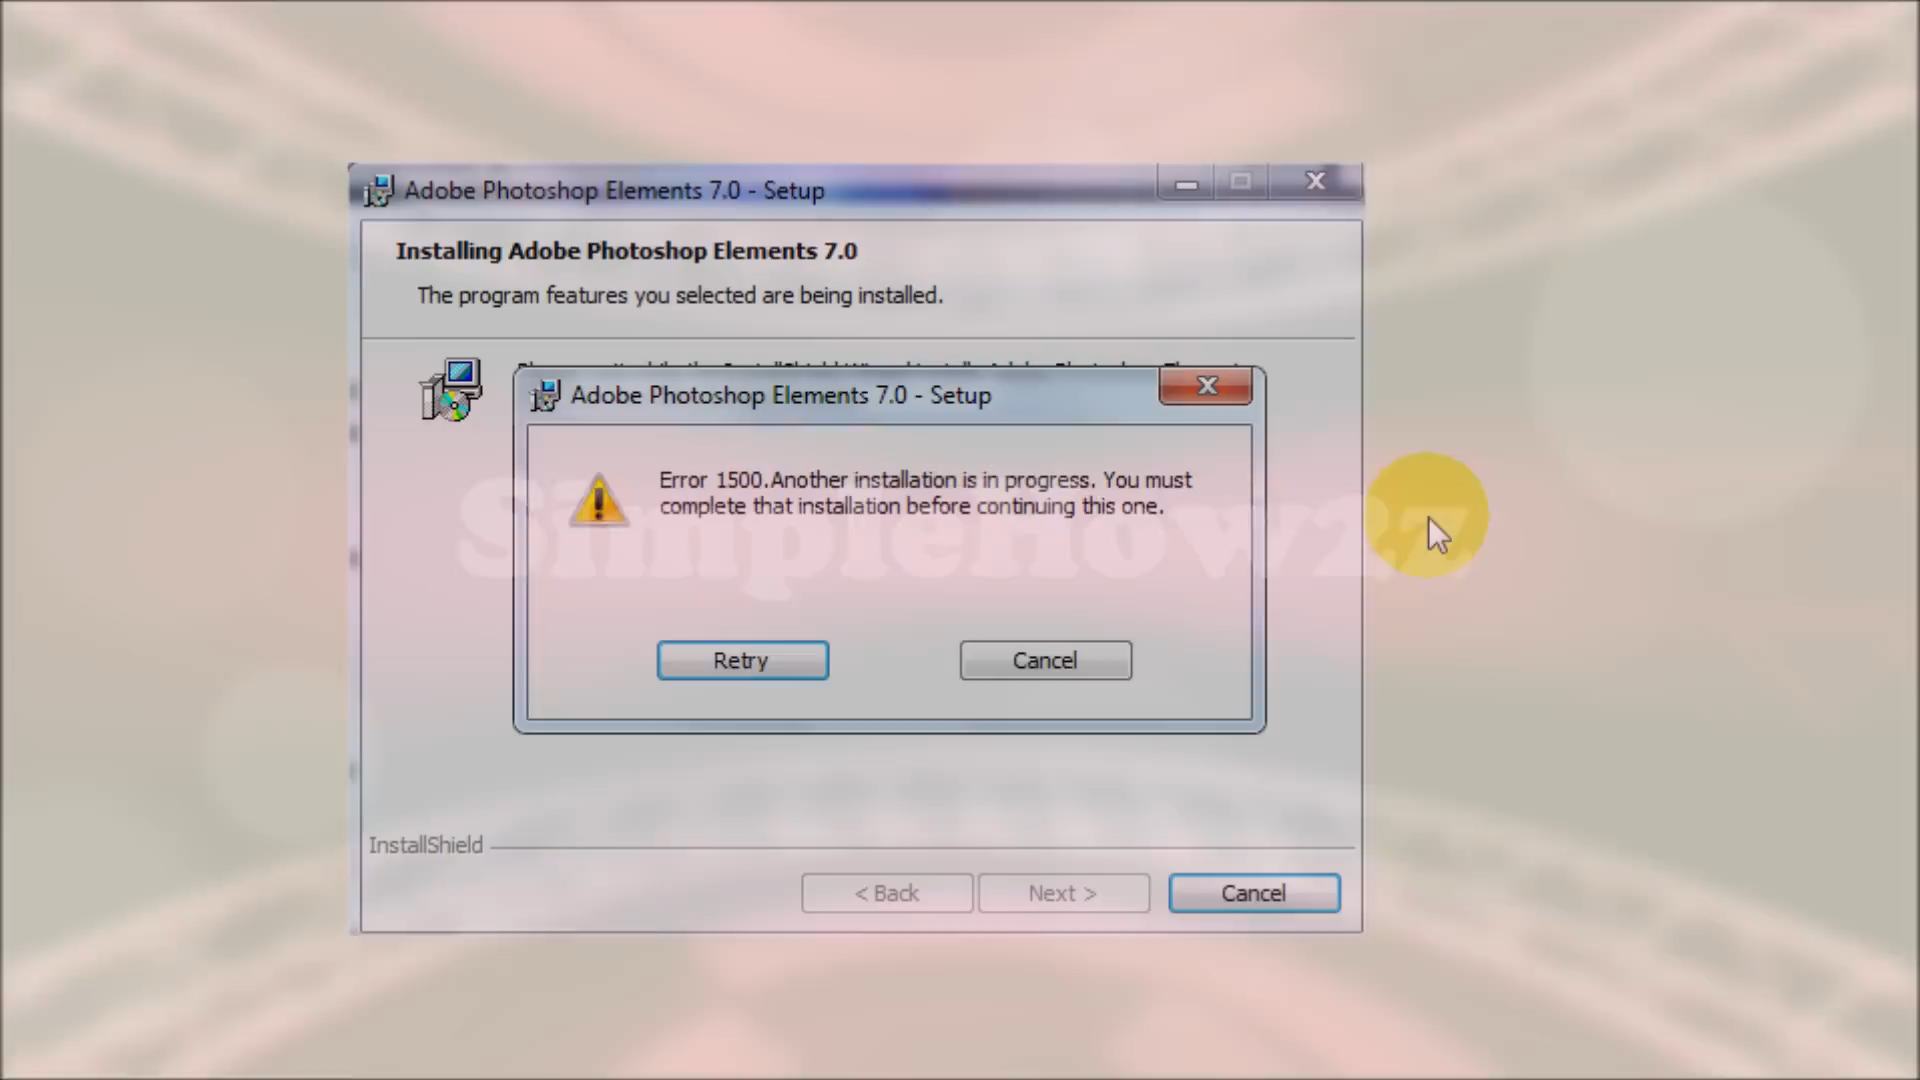 Adobe Photoshop Elements 7.0 - Setup
Installing Adobe Photoshop Elements 7.0
The program features you selected are being installed.
Adobe Photoshop Elements 7.0 - Setup
Error 1500.Another installation is in progress. You must
complete that installation before continuing this one.
SimpleHow2z
Retry
Cancel
InstallShield
< Back
Next >
Cancel